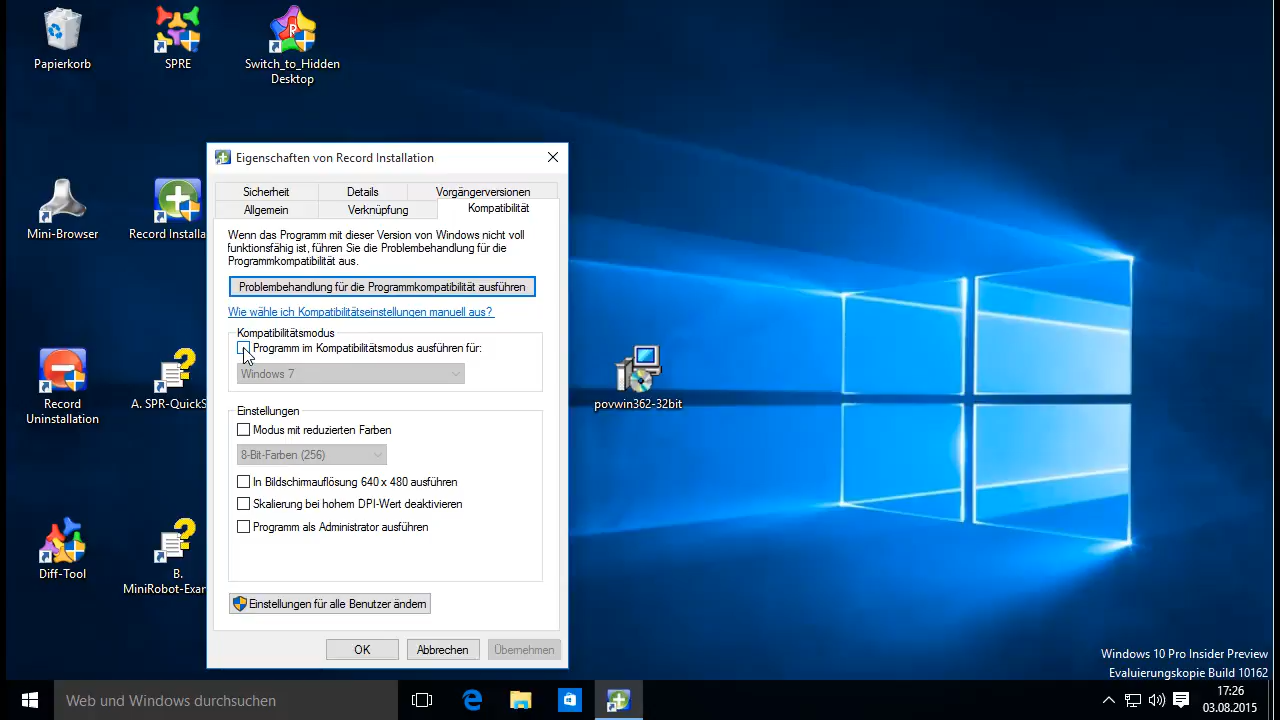 Papierkorb
SPRE
Switch_to_Hidden
Desktop
Mini-Browser
Record Installa
Record
Uninstallation
A. SPR-QuickS
Diff-Tool
B.
MiniRobot-Exar
povwin362-32bit
Eigenschaften von Record Installation
Sicherheit
Details
Vorgängerversionen
Allgemein
Verknüpfung
Kompatibilität
Wenn das Programm mit dieser Version von Windows nicht voll
funktionsfähig ist, führen Sie die Problembehandlung für die
Programmkompatibilität aus.
Problembehandlung für die Programmkompatibilität ausführen
Wie wähle ich Kompatibilitätseinstellungen manuell aus?
Kompatibilitätsmodus
Programm im Kompatibilitätsmodus ausführen für:
Windows 7
Einstellungen
Modus mit reduzierten Farben
8-Bit-Farben (256)
In Bildschirmauflösung 640 x 480 ausführen
Skalierung bei hohem DPI-Wert deaktivieren
Programm als Administrator ausführen
Einstellungen für alle Benutzer ändern
OK
Abbrechen
Übernehmen
Windows 10 Pro Insider Preview
Evaluierungskopie Build 10162
Web und Windows durchsuchen
17:26
03.08.2015